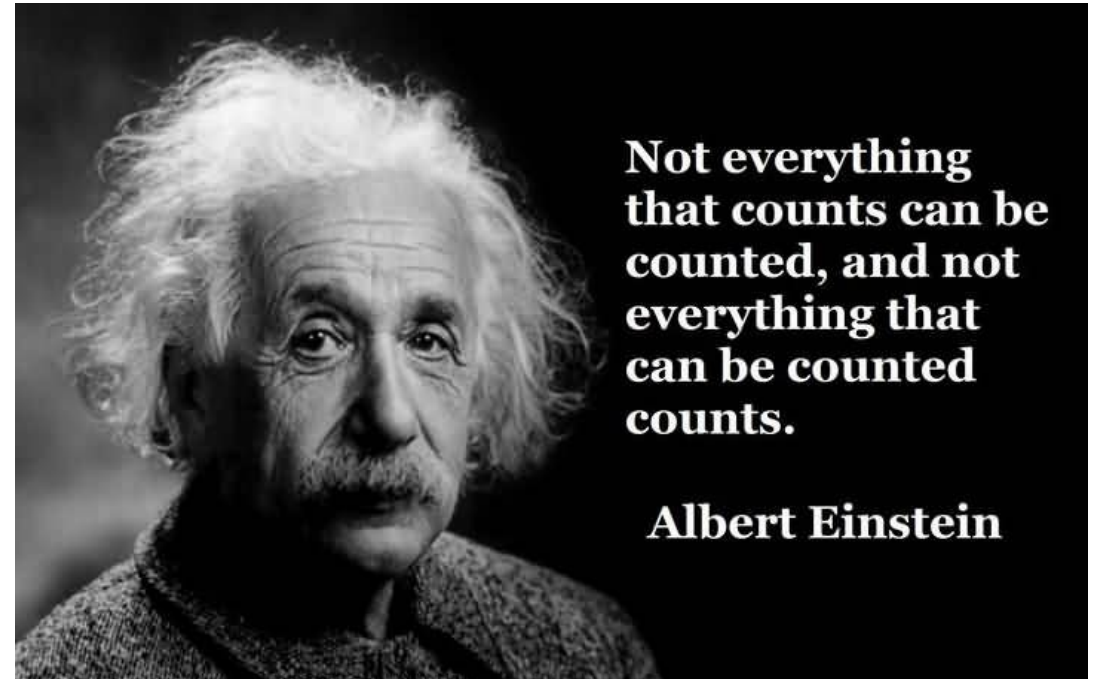 Not everything
that counts can be
counted, and not
everything that
can be counted
counts.
Albert Einstein